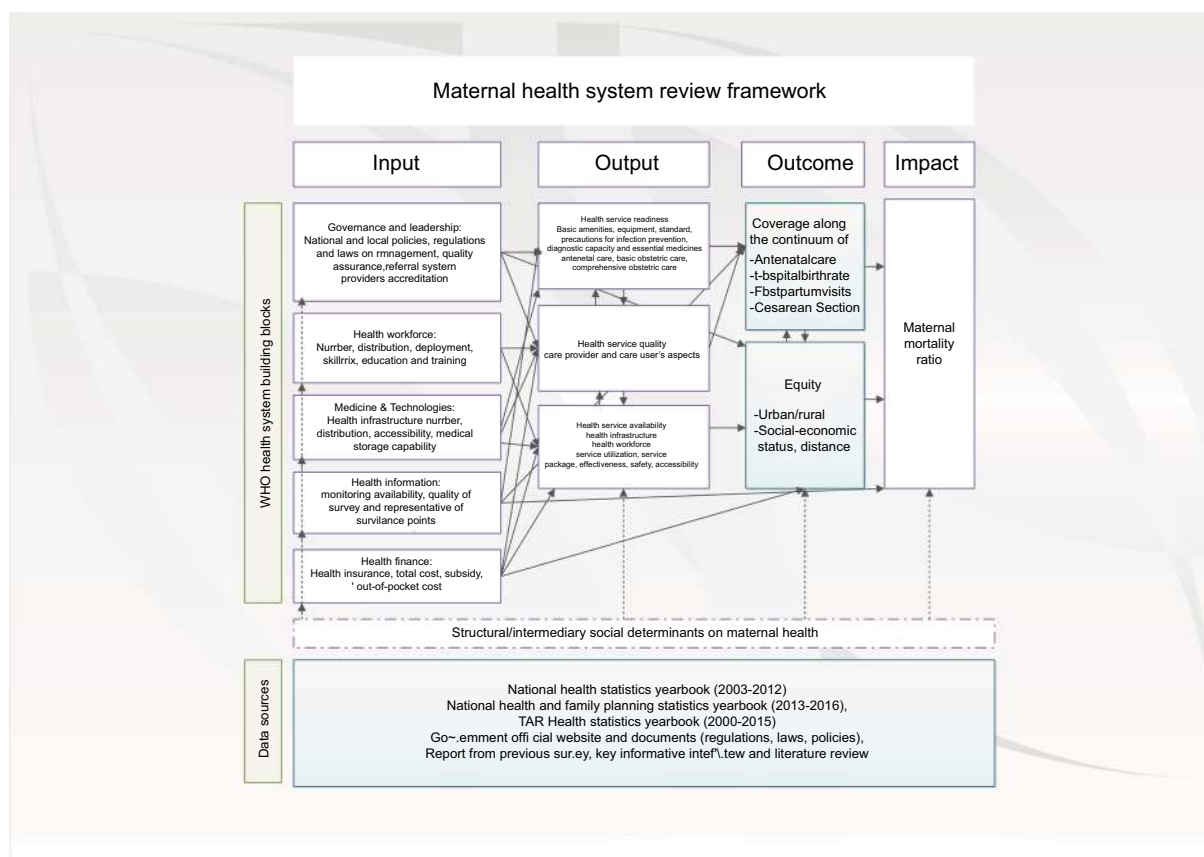 Maternal health system review framework
Input
Output
Outcome
Impact
WHO health system building blocks
Governance and leadership:
National and local policies, regulations
and laws on rmnagement, quality
assurance,referral system
providers accreditation
Health workforce:
Nurrber, distribution, deployment,
skillrrix, education and training
Medicine & Technologies:
Health infrastructure nurrber,
distribution, accessibility, medical
storage capability
Health information:
monitoring availability, quality of
survey and representative of
survilance points
Health finance:
Health insurance, total cost, subsidy,
' out-of-pocket cost
Health service readiness
Basic amenities, equipment, standard,
precautions for infection prevention,
diagnostic capacity and essential medicines
antenetal care, basic obstetric care,
comprehensive obstetric care
Health service quality
care provider and care user's aspects
Health service availability
health infrastructure
health workforce
service utilization, service
package, effectiveness, safety, accessibility
Coverage along
the continuum of
-Antenatalcare
-t-bspitalbirthrate
-Fbstpartumvisits
-Cesarean Section
Equity
-Urban/rural
-Social-economic
status, distance
Maternal
mortality
ratio
Structural/intermediary social determinants on maternal health
Data sources
National health statistics yearbook (2003-2012)
National health and family planning statistics yearbook (2013-2016),
TAR Health statistics yearbook (2000-2015)
Go~.emment offi cial website and documents (regulations, laws, policies),
Report from previous sur.ey, key informative intef'\.tew and literature review